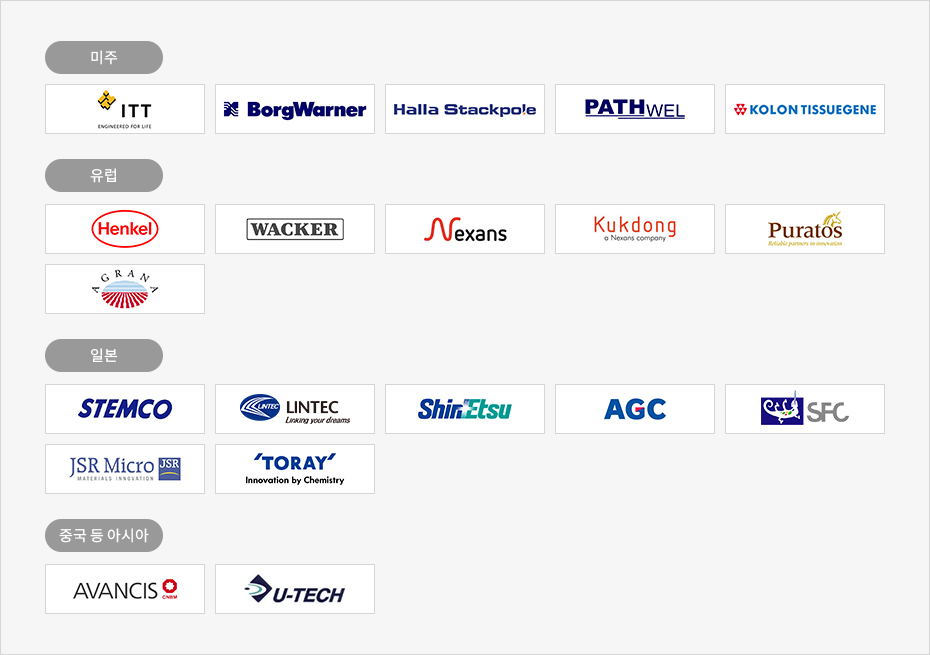 미주
ITT
ENGINEERED FOR LIFE
BorgWarner
Halla Stackpole
PATHWEL
KOLON TISSUEGENE
유럽
Henkel
WACKER
Nexans
Kukdong
a Nexans company
Puratos
Reliable partners in innovation
AGRANA
일본
STEMCO
LINTEC
LINTEC
Linking your dreams
ShinEtsu
AGC
SFC
JSR Micro
JSR
MATERIALS INNOVATION
'TORAY'
Innovation by Chemistry
중국 등 아시아
AVANCIS
CNBM
U-TECH